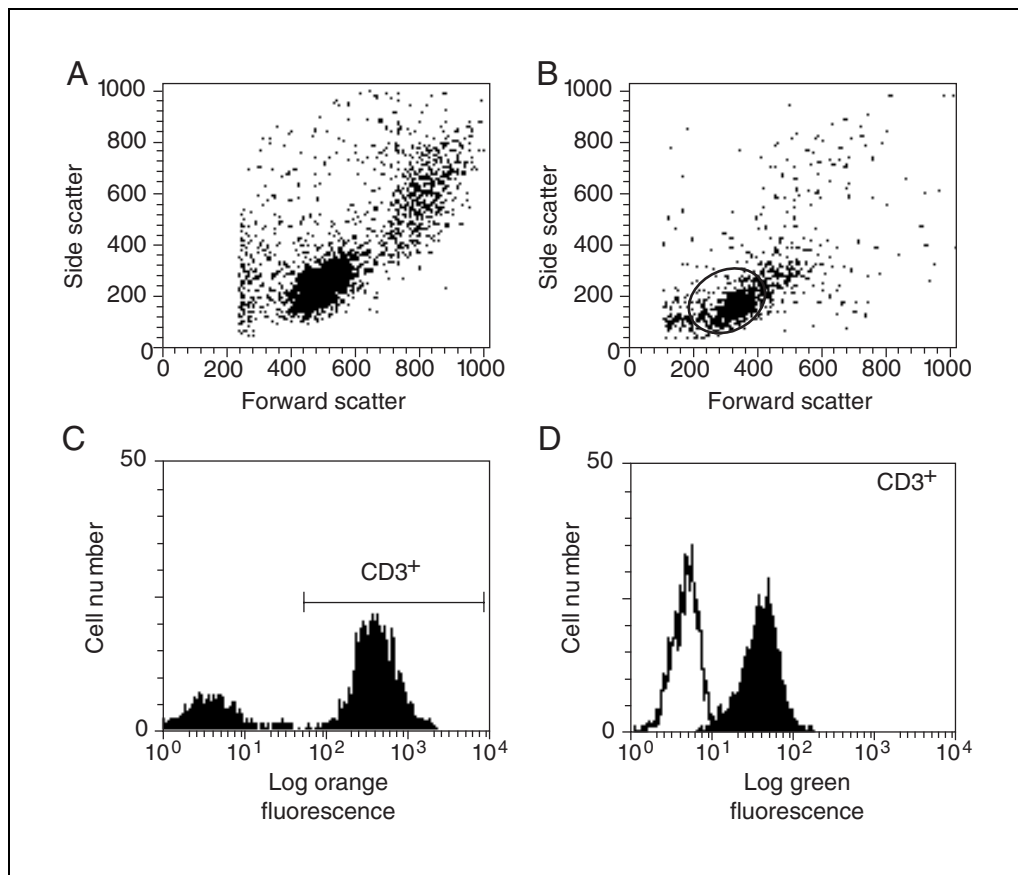 A
1000
800
600
400
200
0
Side scatter
0 200 400 600 800 1000
Forward scatter
B
1000
800
600
400
200
0
Side scatter
0 200 400 600 800 1000
Forward scatter
C
50
0
Cell number
CD3+
10^0 10^1 10^2 10^3 10^4
Log orange
fluorescence
D
50
0
Cell number
CD3+
10^0 10^1 10^2 10^3 10^4
Log green
fluorescence